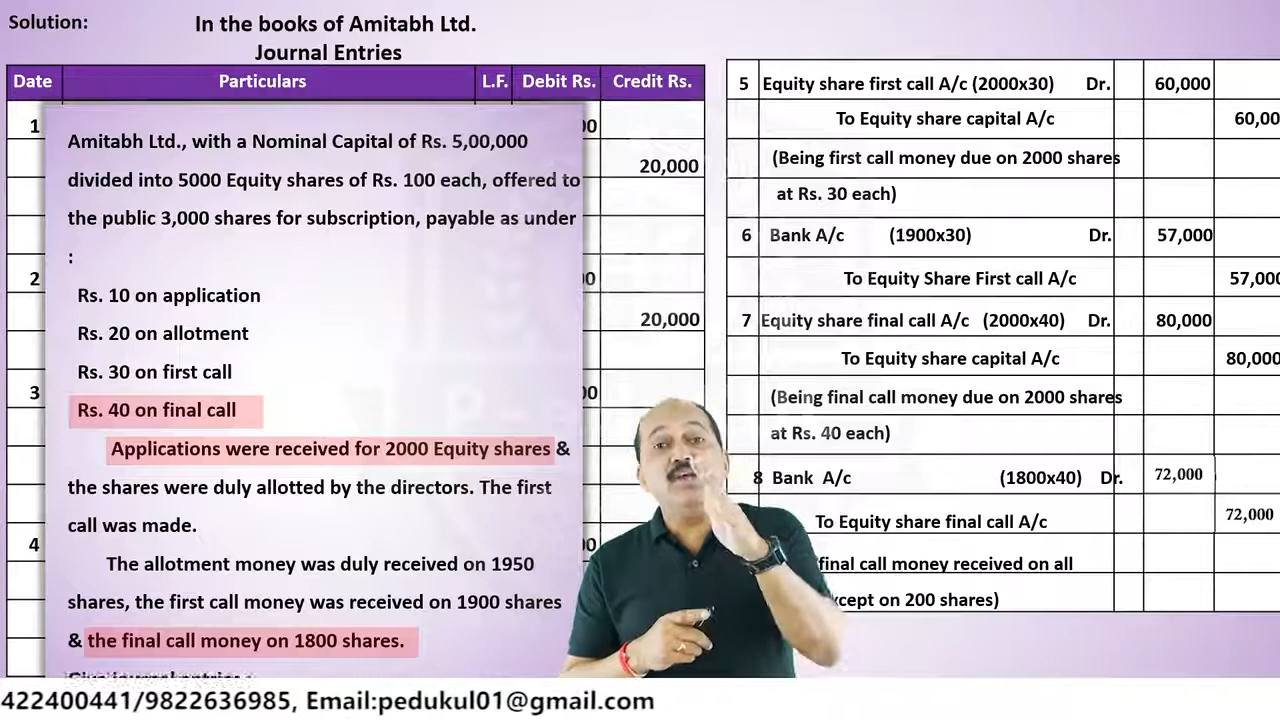 Solution:
In the books of Amitabh Ltd.
Journal Entries
Date Particulars L.F. Debit Rs. Credit Rs.
1
20,000
2
20,000
3
4
Amitabh Ltd., with a Nominal Capital of Rs. 5,00,000
divided into 5000 Equity shares of Rs. 100 each, offered to
the public 3,000 shares for subscription, payable as under
:
Rs. 10 on application
Rs. 20 on allotment
Rs. 30 on first call
Rs. 40 on final call
Applications were received for 2000 Equity shares &
the shares were duly allotted by the directors. The first
call was made.
The allotment money was duly received on 1950
shares, the first call money was received on 1900 shares
& the final call money on 1800 shares.
5 Equity share first call A/c (2000x30) Dr. 60,000
To Equity share capital A/c 60,00
(Being first call money due on 2000 shares
at Rs. 30 each)
6 Bank A/c (1900x30) Dr. 57,000
To Equity Share First call A/c 57,000
7 Equity share final call A/c (2000x40) Dr. 80,000
To Equity share capital A/c 80,000
(Being final call money due on 2000 shares
at Rs. 40 each)
8 Bank A/c (1800x40) Dr. 72,000
To Equity share final call A/c 72,000
final call money received on all
xcept on 200 shares)
422400441/9822636985, Email:pedukul01@gmail.com